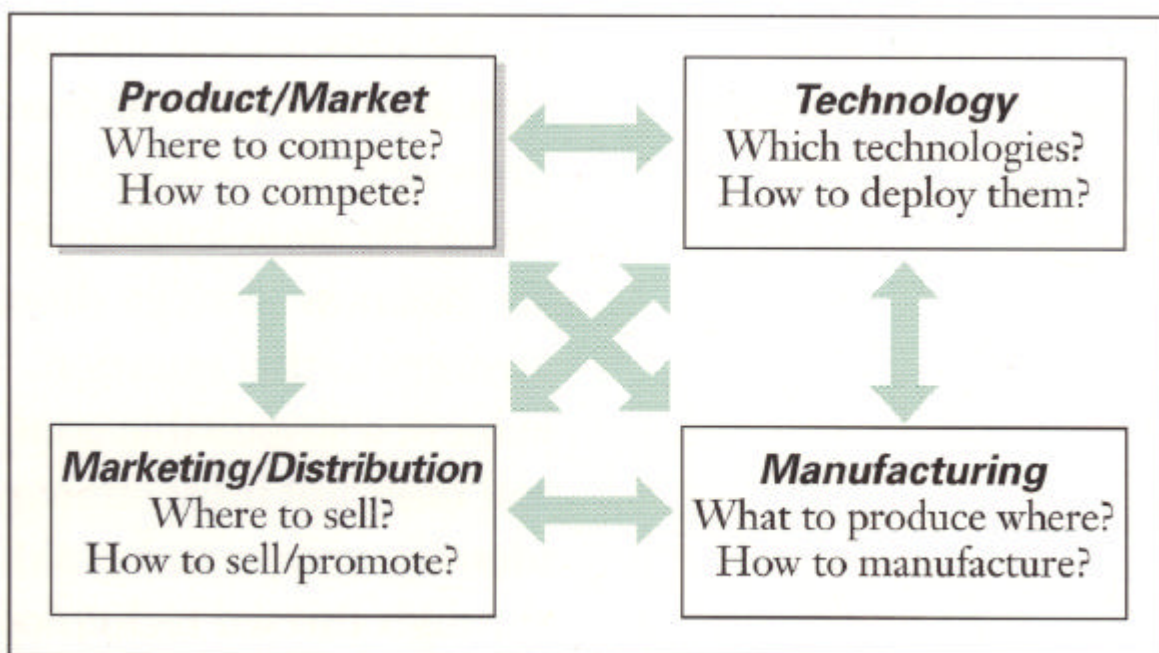 Product/Market
Where to compete?
How to compete?
Technology
Which technologies?
How to deploy them?
Marketing/Distribution
Where to sell?
How to sell/promote?
Manufacturing
What to produce where?
How to manufacture?